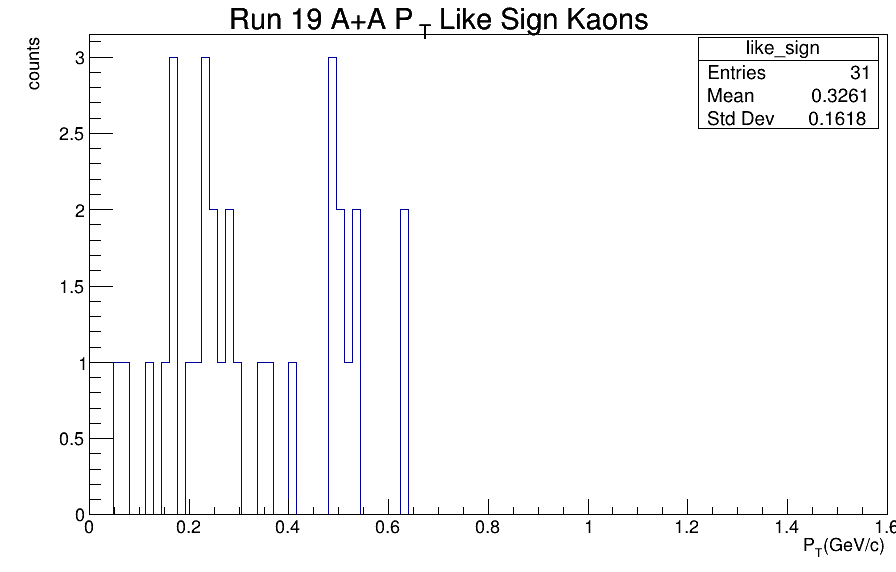 Run 19 A+A P_T Like Sign Kaons
counts
like_sign
Entries 31
Mean 0.3261
Std Dev 0.1618
3
2.5
2
1.5
1
0.5
0
0 0.2 0.4 0.6 0.8 1 1.2 1.4 1.6
P_T(GeV/c)